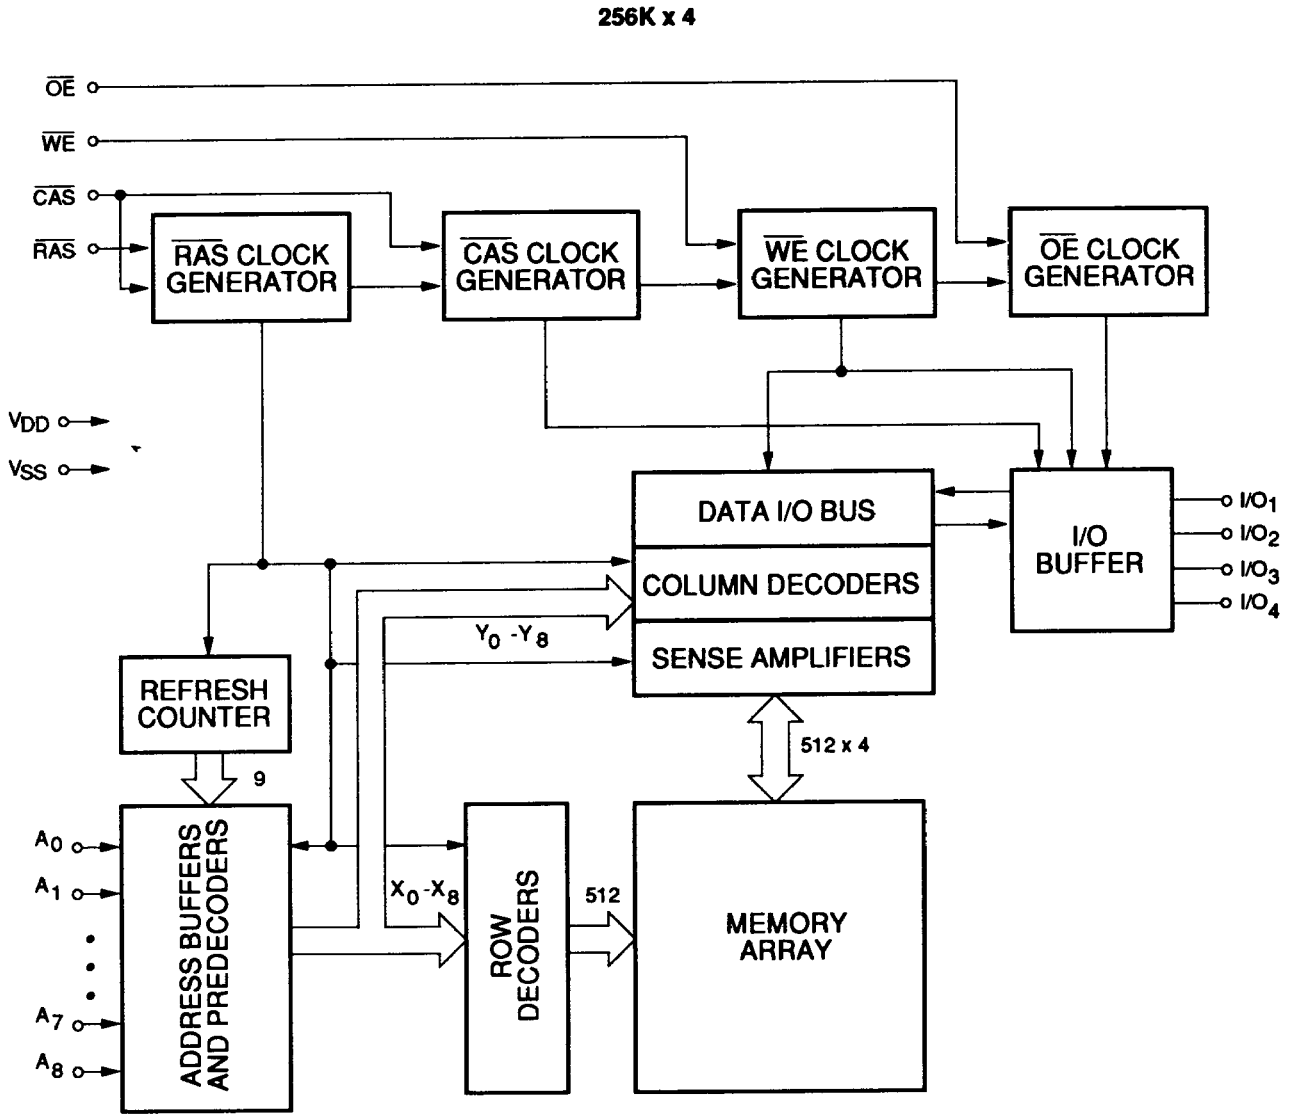 256K x 4
OE
WE
CAS
RAS
RAS CLOCK
GENERATOR
CAS CLOCK
GENERATOR
WE CLOCK
GENERATOR
OE CLOCK
GENERATOR
VDD
VSS
DATA I/O BUS
COLUMN DECODERS
SENSE AMPLIFIERS
I/O
BUFFER
I/O1
I/O2
I/O3
I/O4
Y0 -Y8
REFRESH
COUNTER
9
512 x 4
A0
A1
A7
A8
ADDRESS BUFFERS
AND PREDECODERS
X0-X8
ROW
DECODERS
512
MEMORY
ARRAY